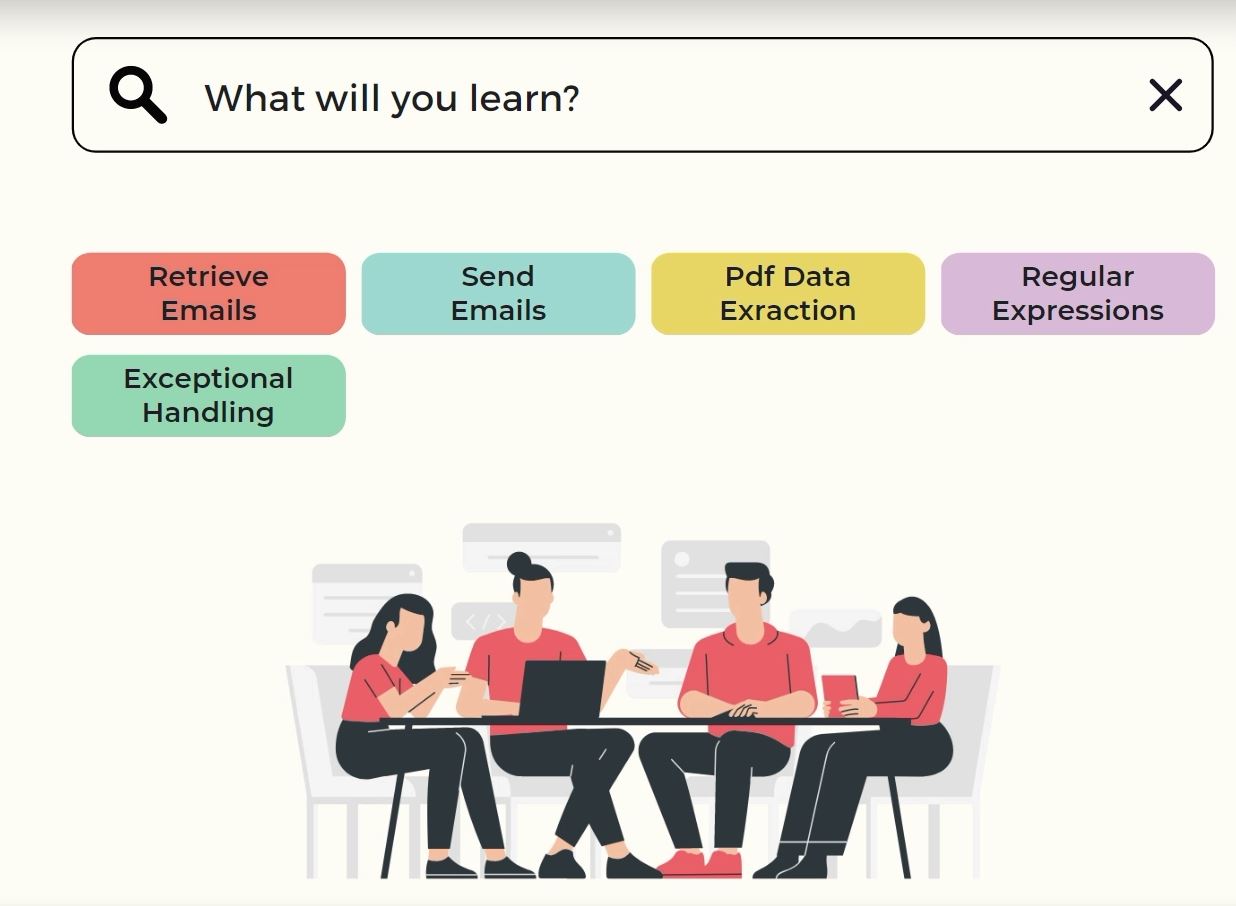 What will you learn?
Retrieve
Emails
Send
Emails
Pdf Data
Exraction
Regular
Expressions
Exceptional
Handling
</>